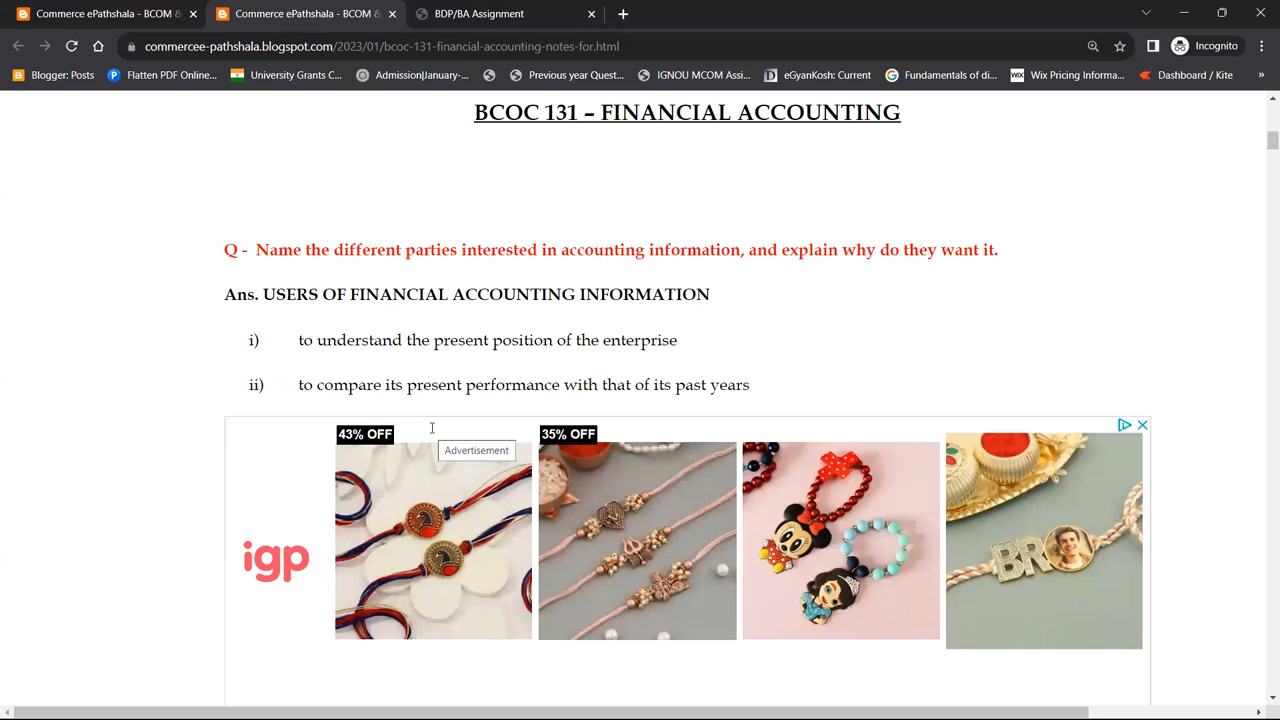 Commerce ePathshala - BCOM &
Commerce ePathshala - BCOM &
BDP/BA Assignment
commercee-pathshala.blogspot.com/2023/01/bcoc-131-financial-accounting-notes-for.html
Incognito
Blogger: Posts
Flatten PDF Online...
University Grants C...
Admission|January-...
Previous year Quest...
IGNOU MCOM Assi...
eGyanKosh: Current
Fundamentals of di...
WIX
Wix Pricing Informa...
Dashboard / Kite
»
BCOC 131 – FINANCIAL ACCOUNTING
Q - Name the different parties interested in accounting information, and explain why do they want it.
Ans. USERS OF FINANCIAL ACCOUNTING INFORMATION
i) to understand the present position of the enterprise
ii) to compare its present performance with that of its past years
43% OFF
35% OFF
Advertisement
igp
BR